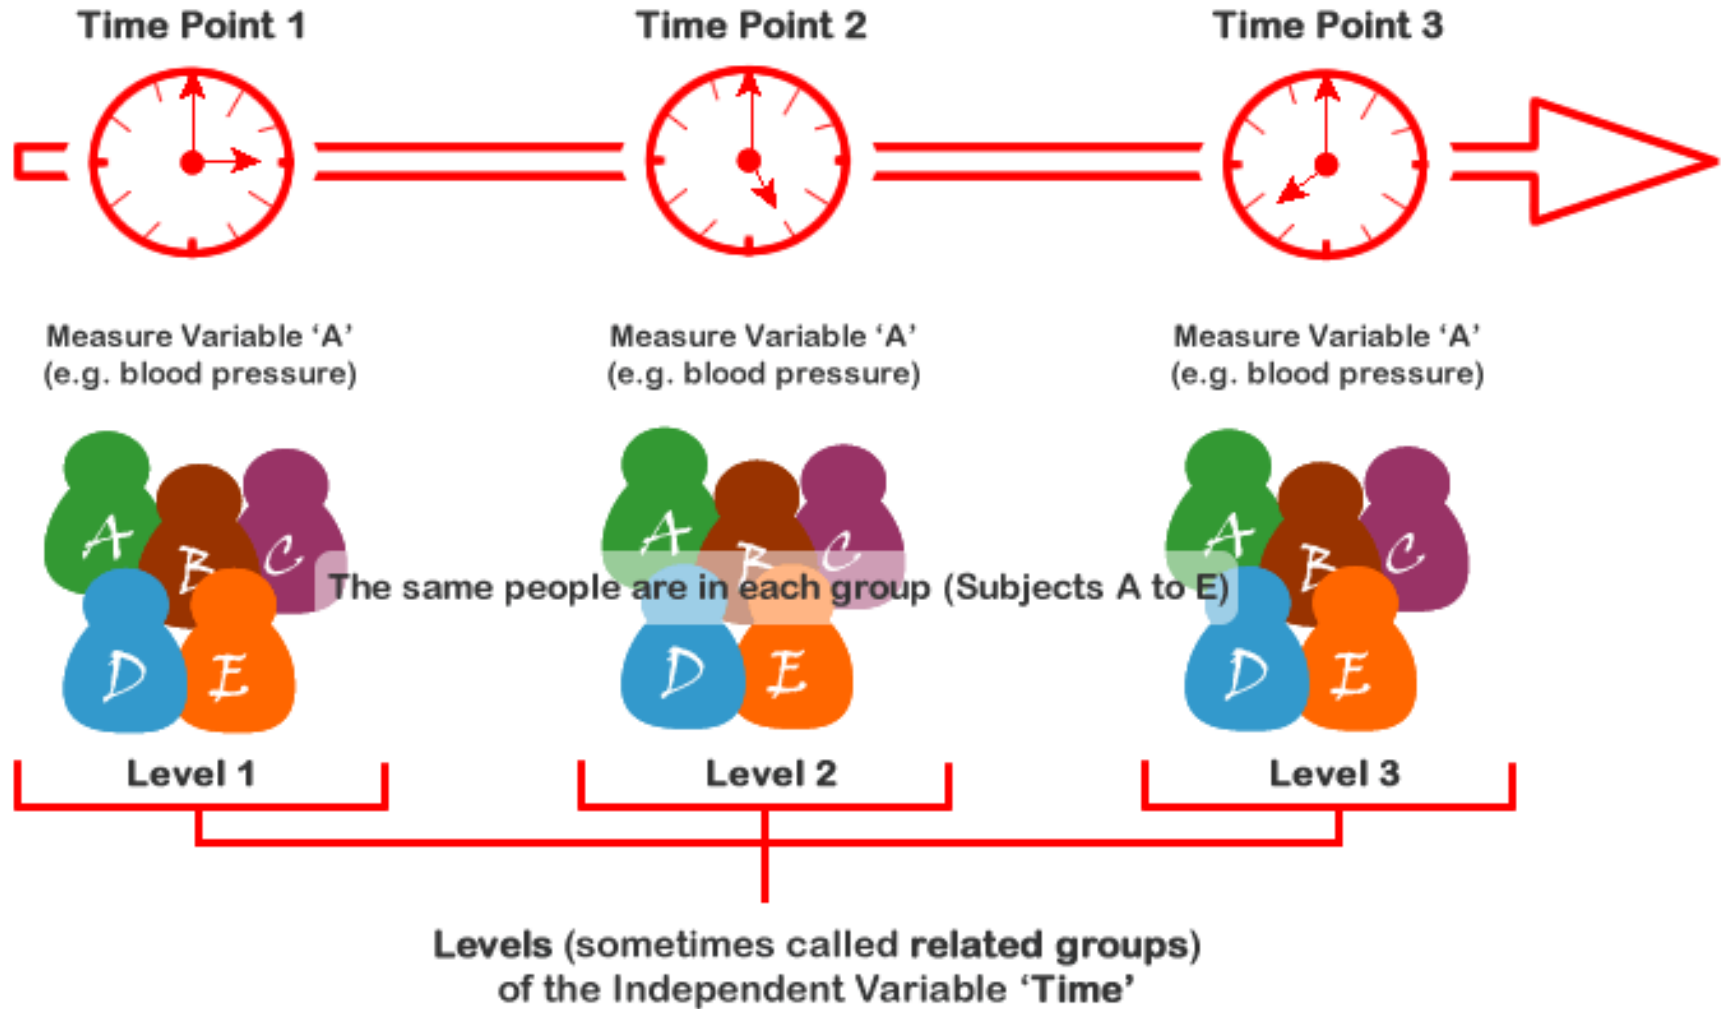 Time Point 1
Time Point 2
Time Point 3
Measure Variable ‘A’
(e.g. blood pressure)
Measure Variable ‘A’
(e.g. blood pressure)
Measure Variable ‘A’
(e.g. blood pressure)
A
B
C
D
E
A
B
C
D
E
A
B
C
D
E
The same people are in each group (Subjects A to E)
Level 1
Level 2
Level 3
Levels (sometimes called related groups)
of the Independent Variable ‘Time’